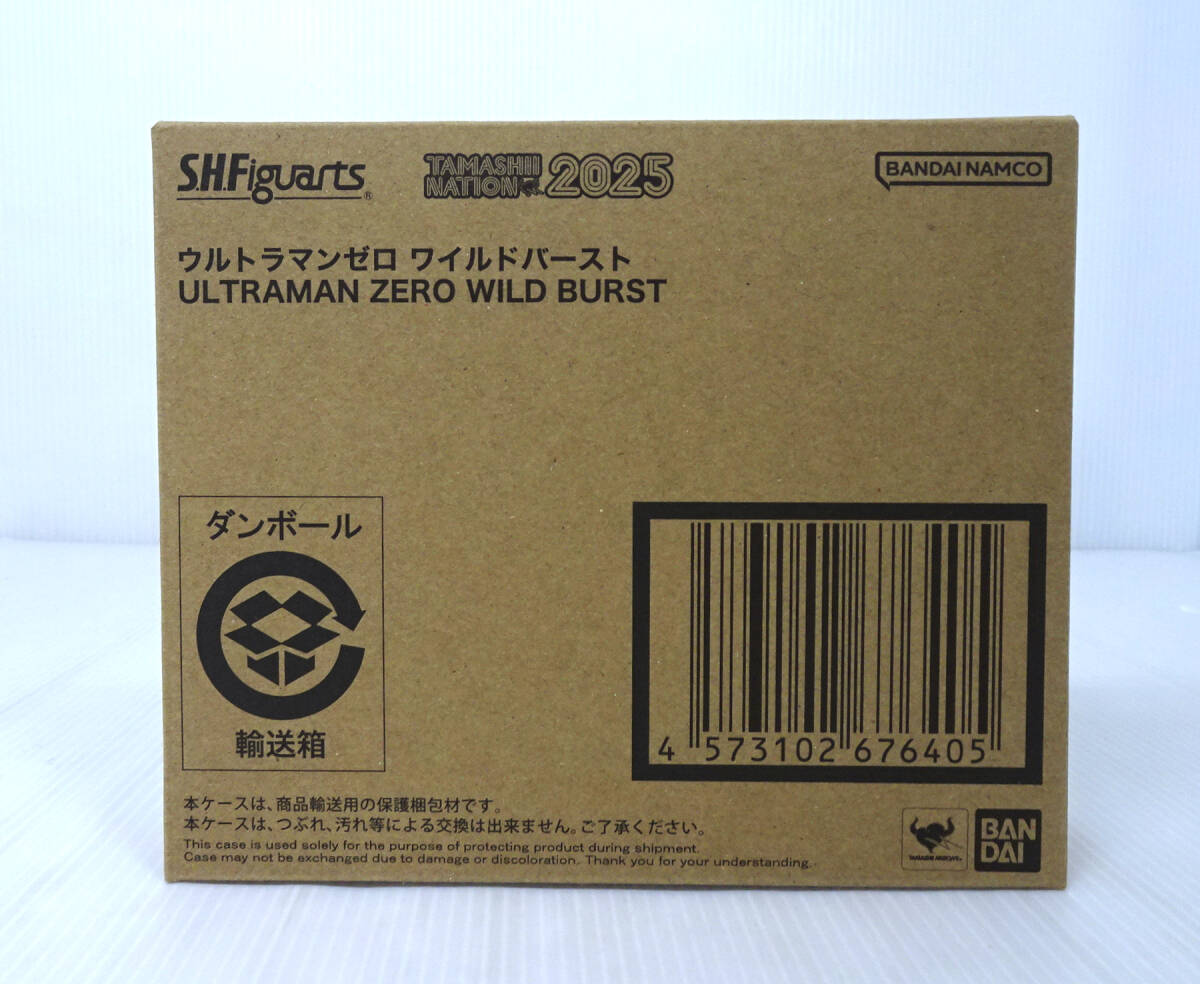 S.H.Figuarts®
TAMASHII NATION 2025
BANDAI NAMCO
ウルトラマンゼロ ワイルドバースト
ULTRAMAN ZERO WILD BURST
ダンボール
輸送箱
4 573102 676405
本ケースは、商品輸送用の保護梱包材です。
本ケースは、つぶれ、汚れ等による交換は出来ません。ご了承ください。
This case is used solely for the purpose of protecting product during shipment.
Case may not be exchanged due to damage or discoloration. Thank you for your understanding.
TAMASHII NATIONS
BAN
DAI